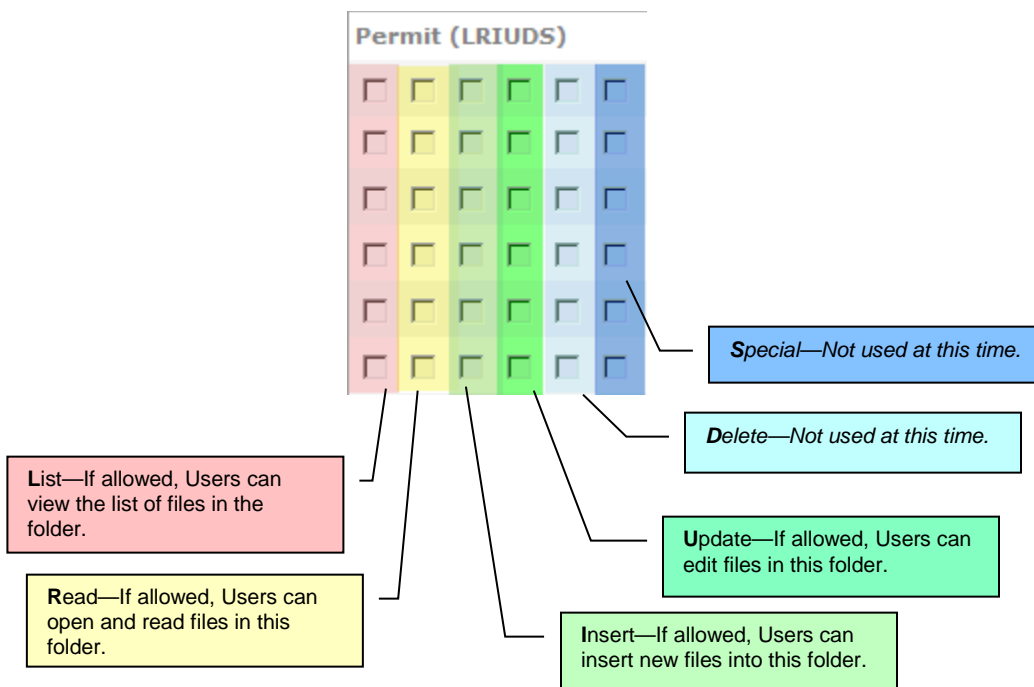 Permit (LRIUDS)
Special—Not used at this time.
Delete—Not used at this time.
List—If allowed, Users can
view the list of files in the
folder.
Update—If allowed, Users can
edit files in this folder.
Read—If allowed, Users can
open and read files in this
folder.
Insert—If allowed, Users can
insert new files into this folder.